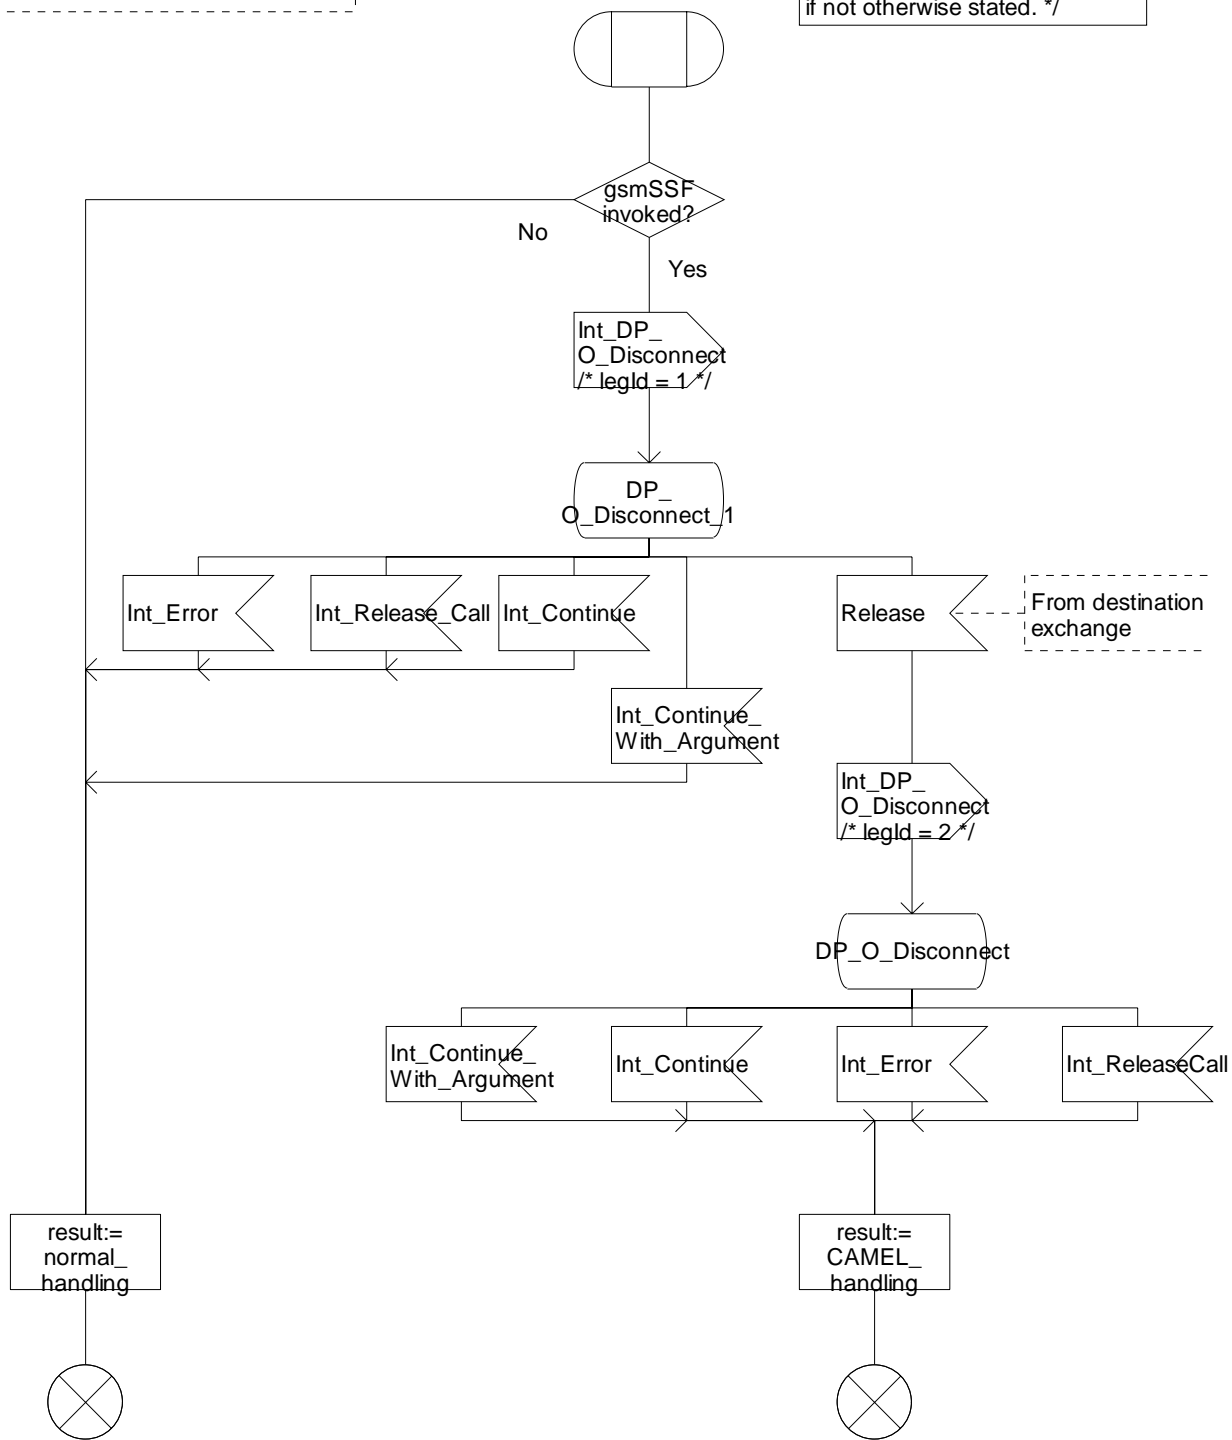 if not otherwise stated. */
gsmSSF
invoked?
No
Yes
Int_DP_
O_Disconnect
/* legId = 1 */
DP_
O_Disconnect_1
Int_Error
Int_Release_Call
Int_Continue
Release
From destination
exchange
Int_Continue_
With_Argument
Int_DP_
O_Disconnect
/* legId = 2 */
DP_O_Disconnect
Int_Continue_
With_Argument
Int_Continue
Int_Error
Int_ReleaseCall
result:=
normal_
handling
result:=
CAMEL_
handling